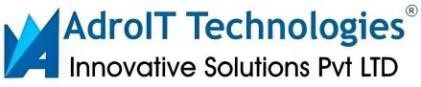 AdroIT Technologies®
Innovative Solutions Pvt LTD